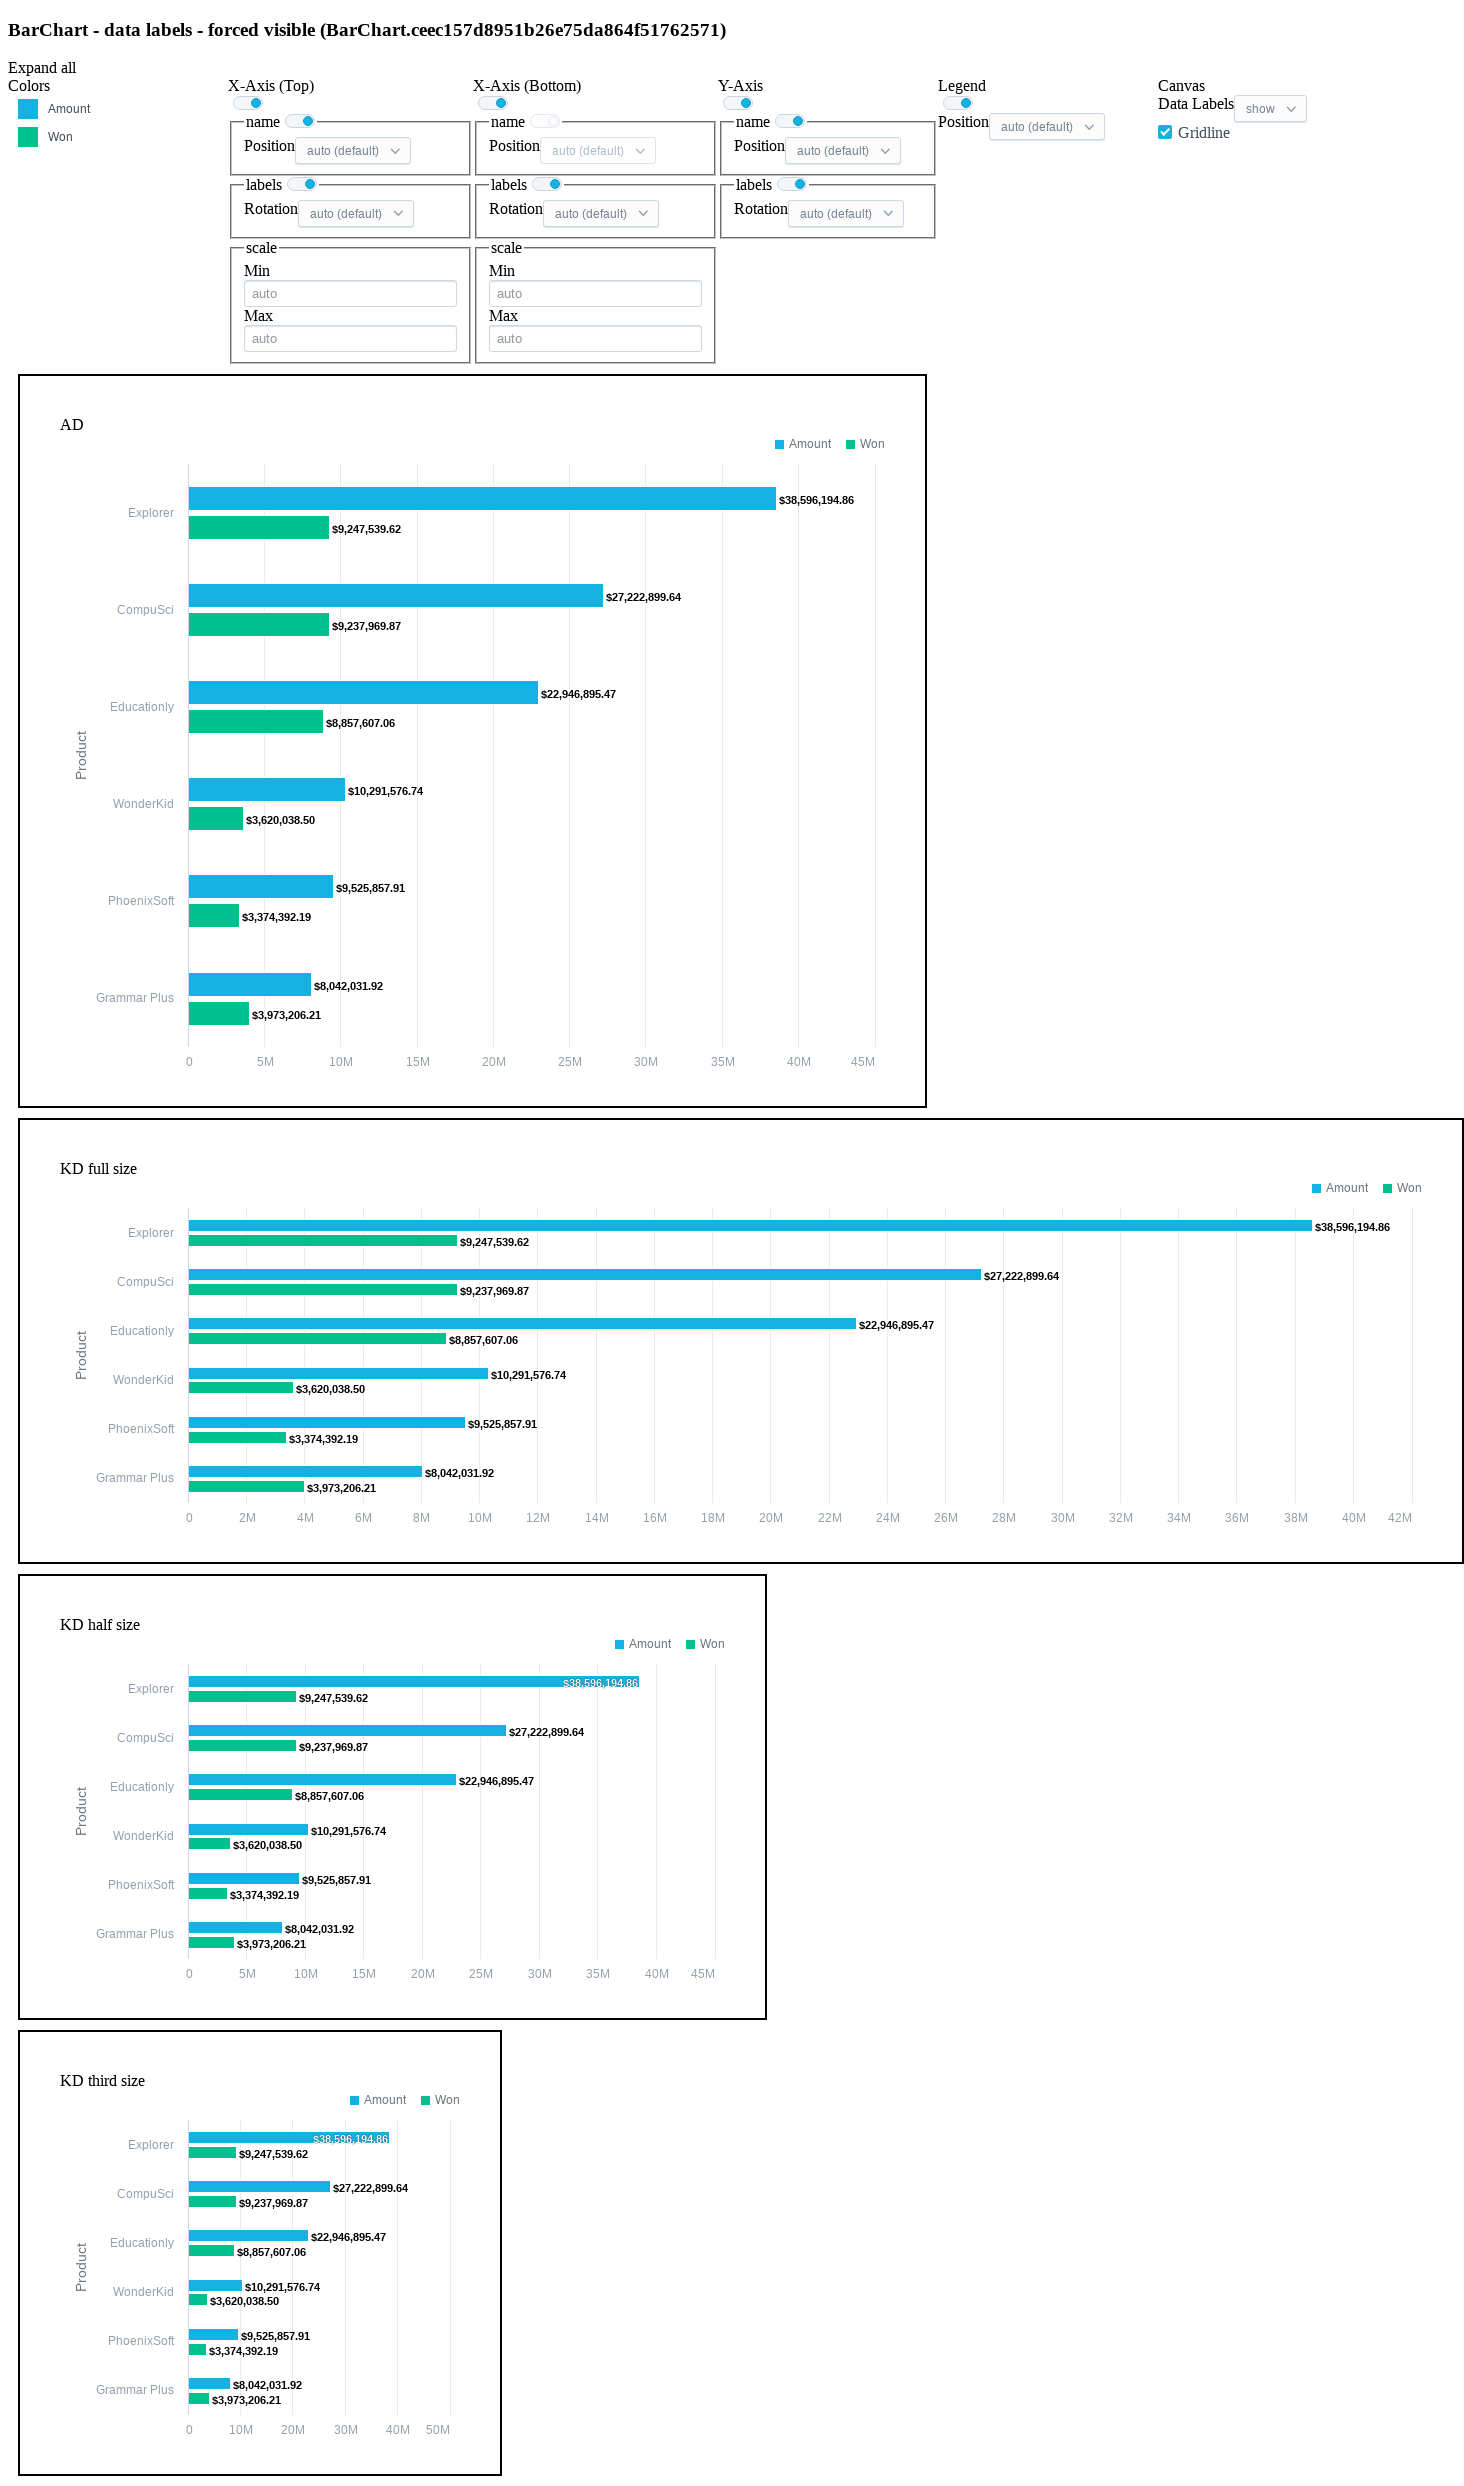 BarChart - data labels - forced visible (BarChart.ceec157d8951b26e75da864f51762571)
Expand all
Colors
Amount
Won
X-Axis (Top)
name
Position auto (default)
labels
Rotation auto (default)
scale
Min
auto
Max
auto
X-Axis (Bottom)
name
Position auto (default)
labels
Rotation auto (default)
scale
Min
auto
Max
auto
Y-Axis
name
Position auto (default)
labels
Rotation auto (default)
Legend
Position auto (default)
Canvas
Data Labels show
Gridline
AD
Amount Won
Product
Explorer $38,596,194.86
$9,247,539.62
CompuSci $27,222,899.64
$9,237,969.87
Educationly $22,946,895.47
$8,857,607.06
WonderKid $10,291,576.74
$3,620,038.50
PhoenixSoft $9,525,857.91
$3,374,392.19
Grammar Plus $8,042,031.92
$3,973,206.21
0 5M 10M 15M 20M 25M 30M 35M 40M 45M
KD full size
Amount Won
Product
Explorer $38,596,194.86
$9,247,539.62
CompuSci $27,222,899.64
$9,237,969.87
Educationly $22,946,895.47
$8,857,607.06
WonderKid $10,291,576.74
$3,620,038.50
PhoenixSoft $9,525,857.91
$3,374,392.19
Grammar Plus $8,042,031.92
$3,973,206.21
0 2M 4M 6M 8M 10M 12M 14M 16M 18M 20M 22M 24M 26M 28M 30M 32M 34M 36M 38M 40M 42M
KD half size
Amount Won
Product
Explorer $38,596,194.86
$9,247,539.62
CompuSci $27,222,899.64
$9,237,969.87
Educationly $22,946,895.47
$8,857,607.06
WonderKid $10,291,576.74
$3,620,038.50
PhoenixSoft $9,525,857.91
$3,374,392.19
Grammar Plus $8,042,031.92
$3,973,206.21
0 5M 10M 15M 20M 25M 30M 35M 40M 45M
KD third size
Amount Won
Product
Explorer $38,596,194.86
$9,247,539.62
CompuSci $27,222,899.64
$9,237,969.87
Educationly $22,946,895.47
$8,857,607.06
WonderKid $10,291,576.74
$3,620,038.50
PhoenixSoft $9,525,857.91
$3,374,392.19
Grammar Plus $8,042,031.92
$3,973,206.21
0 10M 20M 30M 40M 50M